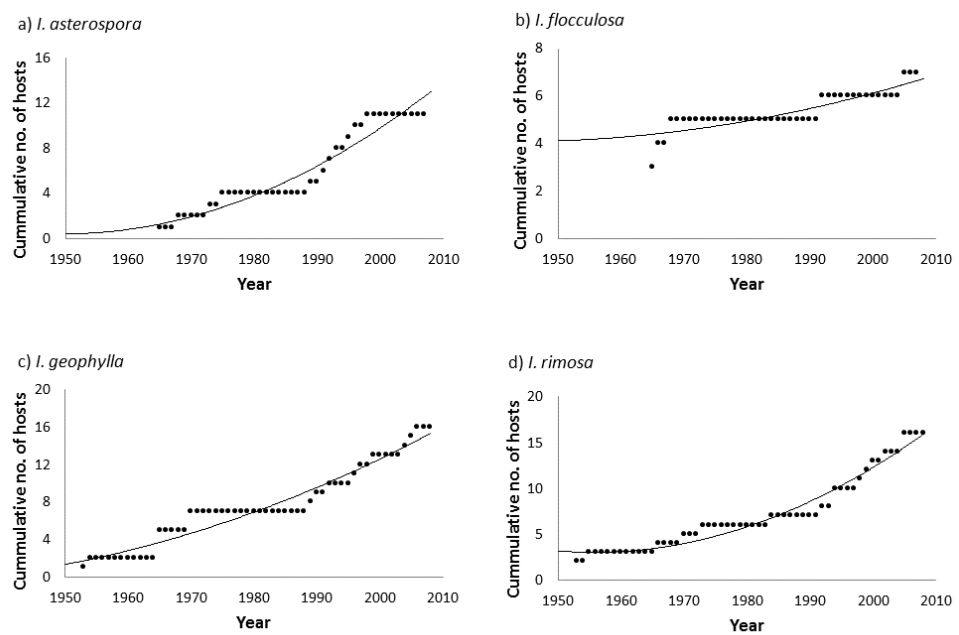 a) I. asterospora
Cummulative no. of hosts
16
12
8
4
0
1950 1960 1970 1980 1990 2000 2010
Year
b) I. flocculosa
Cummulative no. of hosts
8
6
4
2
0
1950 1960 1970 1980 1990 2000 2010
Year
c) I. geophylla
Cummulative no. of hosts
20
16
12
8
4
0
1950 1960 1970 1980 1990 2000 2010
Year
d) I. rimosa
Cummulative no. of hosts
20
15
10
5
0
1950 1960 1970 1980 1990 2000 2010
Year